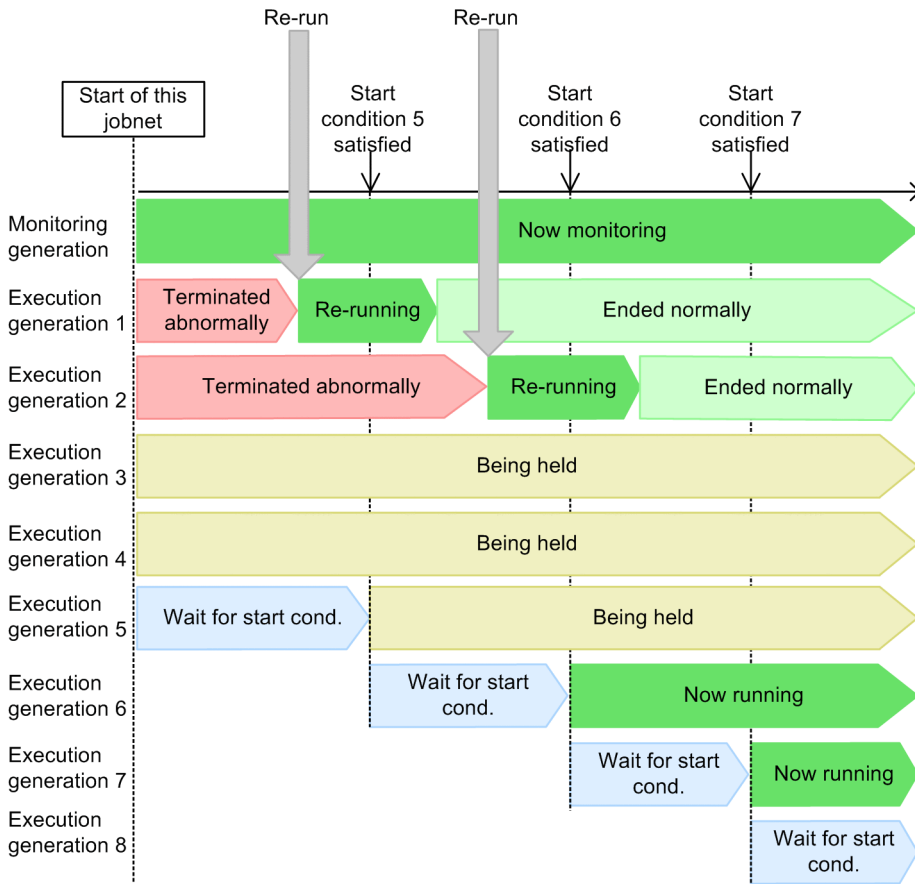 Re-run
Re-run
Start of this
jobnet
Start
condition 5
satisfied
Start
condition 6
satisfied
Start
condition 7
satisfied
Monitoring
generation
Now monitoring
Execution
generation 1
Terminated
abnormally
Re-running
Ended normally
Execution
generation 2
Terminated abnormally
Re-running
Ended normally
Execution
generation 3
Being held
Execution
generation 4
Being held
Execution
generation 5
Wait for start cond.
Being held
Execution
generation 6
Wait for start
cond.
Now running
Execution
generation 7
Wait for start
cond.
Now running
Execution
generation 8
Wait for start
cond.